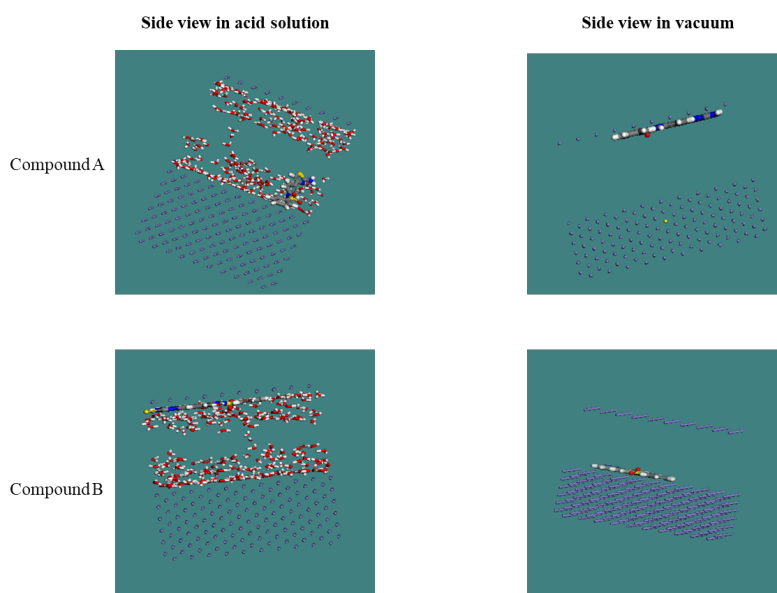 Side view in acid solution
Side view in vacuum
Compound A
Compound B